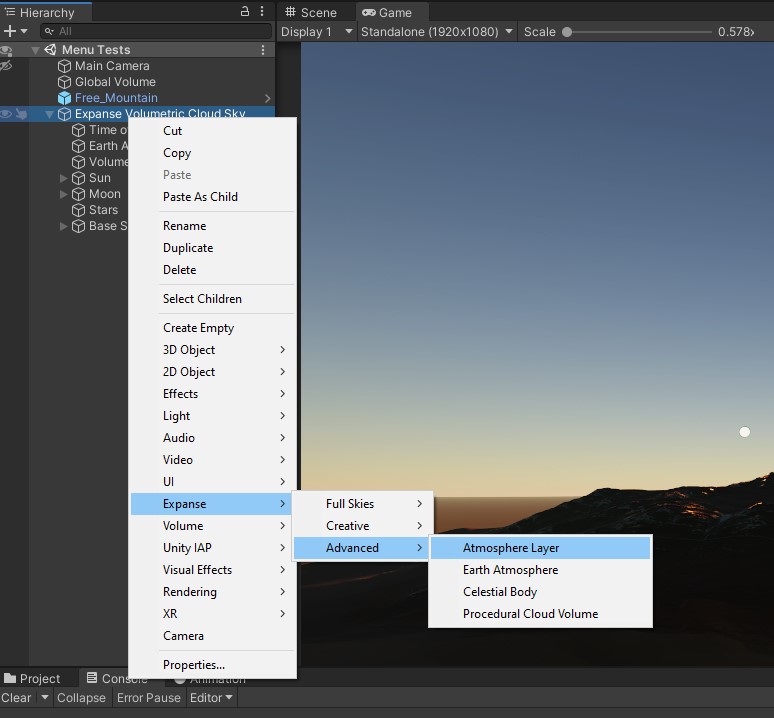 Hierarchy
Scene
Game
All
Display 1
Standalone (1920x1080)
Scale
0.578x
Menu Tests
Main Camera
Global Volume
Free_Mountain
Expanse Volumetric Cloud Sky
Time o
Earth A
Volume
Sun
Moon
Stars
Base S
Cut
Copy
Paste
Paste As Child
Rename
Duplicate
Delete
Select Children
Create Empty
3D Object
2D Object
Effects
Light
Audio
Video
UI
Expanse
Volume
Unity IAP
Visual Effects
Rendering
XR
Camera
Properties...
Full Skies
Creative
Advanced
Atmosphere Layer
Earth Atmosphere
Celestial Body
Procedural Cloud Volume
Project
Console
Animation
Clear
Collapse
Error Pause
Editor